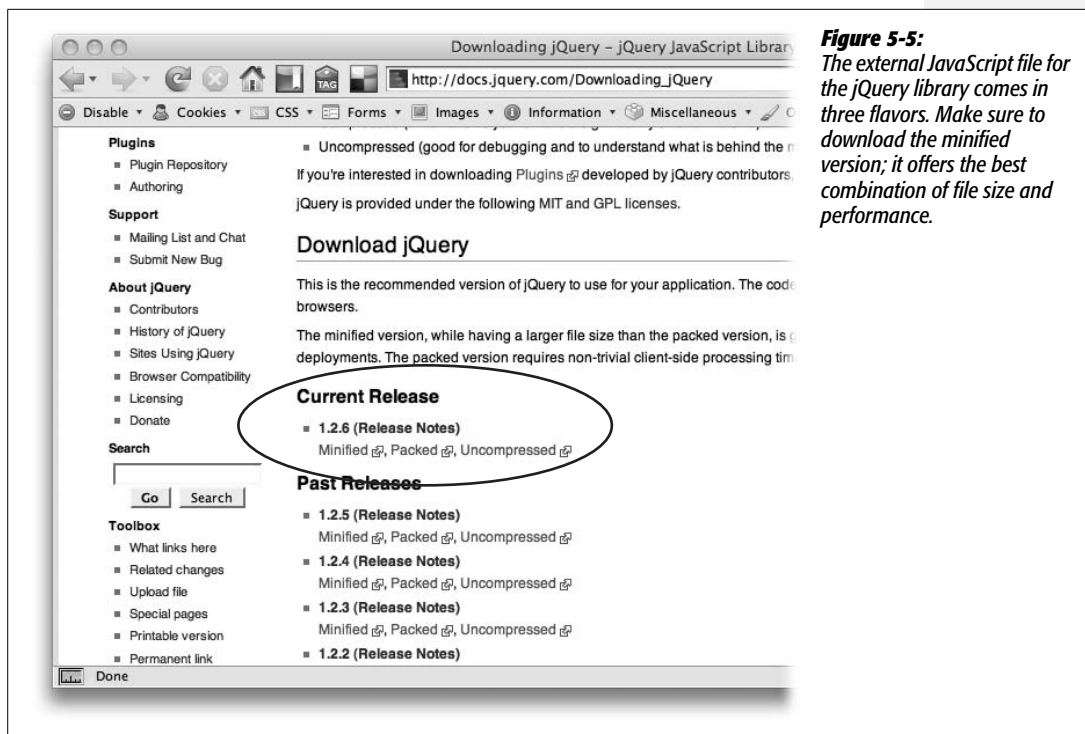 Downloading jQuery – jQuery JavaScript Library
TAG
http://docs.jquery.com/Downloading_jQuery
Disable Cookies CSS Forms Images Information Miscellaneous
Plugins
Plugin Repository
Authoring
Support
Mailing List and Chat
Submit New Bug
About jQuery
Contributors
History of jQuery
Sites Using jQuery
Browser Compatibility
Licensing
Donate
Search
Go Search
Toolbox
What links here
Related changes
Upload file
Special pages
Printable version
Permanent link
Uncompressed (good for debugging and to understand what is behind the
If you're interested in downloading Plugins developed by jQuery contributors,
jQuery is provided under the following MIT and GPL licenses.
Download jQuery
This is the recommended version of jQuery to use for your application. The code
browsers.
The minified version, while having a larger file size than the packed version, is
deployments. The packed version requires non-trivial client-side processing
Current Release
1.2.6 (Release Notes)
Minified, Packed, Uncompressed
Past Releases
1.2.5 (Release Notes)
Minified, Packed, Uncompressed
1.2.4 (Release Notes)
Minified, Packed, Uncompressed
1.2.3 (Release Notes)
Minified, Packed, Uncompressed
1.2.2 (Release Notes)
Done
Figure 5-5:
The external JavaScript file for
the jQuery library comes in
three flavors. Make sure to
download the minified
version; it offers the best
combination of file size and
performance.